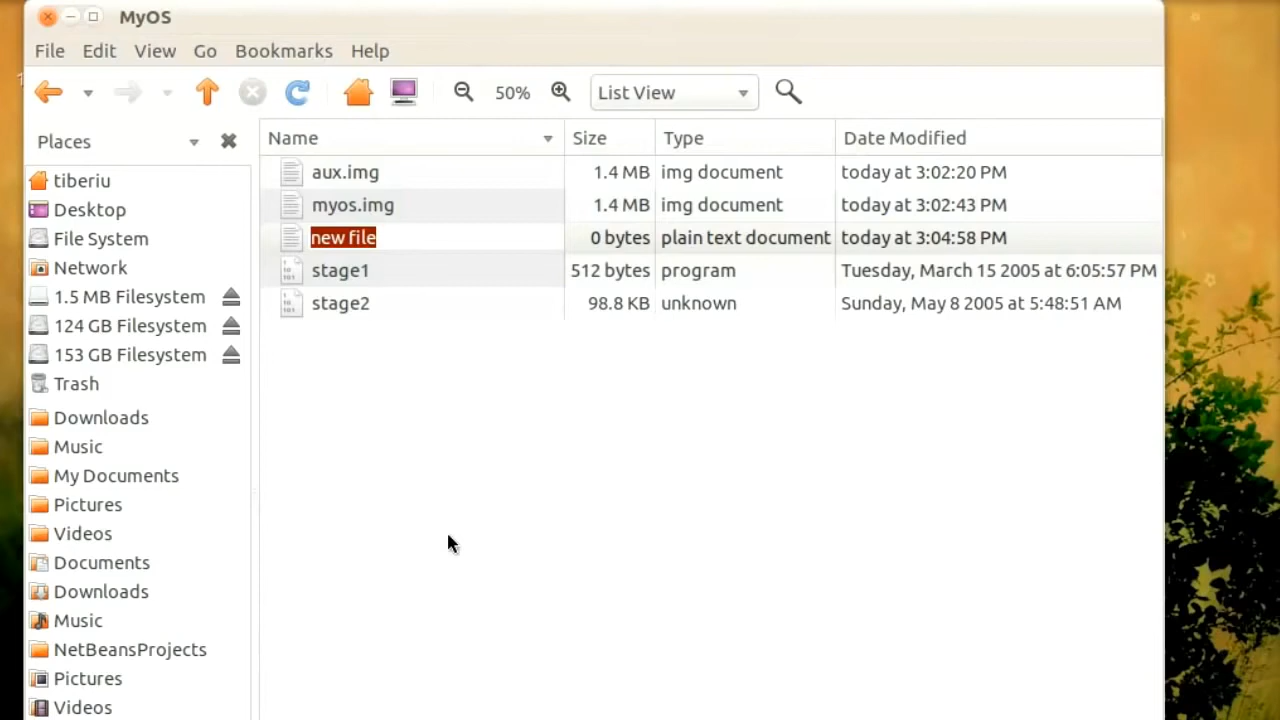 MyOS
File Edit View Go Bookmarks Help
50% List View
Places
tiberiu
Desktop
File System
Network
1.5 MB Filesystem
124 GB Filesystem
153 GB Filesystem
Trash
Downloads
Music
My Documents
Pictures
Videos
Documents
Downloads
Music
NetBeansProjects
Pictures
Videos
Name Size Type Date Modified
aux.img 1.4 MB img document today at 3:02:20 PM
myos.img 1.4 MB img document today at 3:02:43 PM
new file 0 bytes plain text document today at 3:04:58 PM
stage1 512 bytes program Tuesday, March 15 2005 at 6:05:57 PM
stage2 98.8 KB unknown Sunday, May 8 2005 at 5:48:51 AM